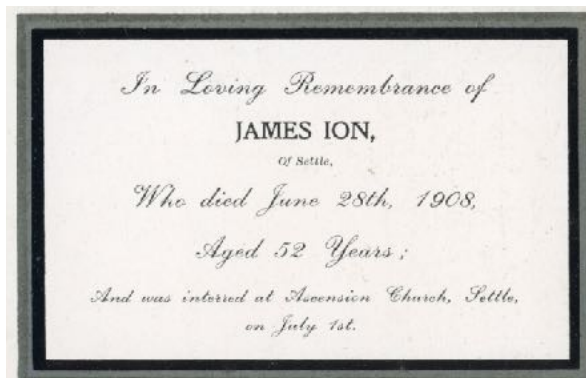 In Loving Remembrance of
JAMES ION,
Of Settle,
Who died June 28th, 1908,
Aged 52 Years;
And was interred at Ascension Church, Settle,
on July 1st.